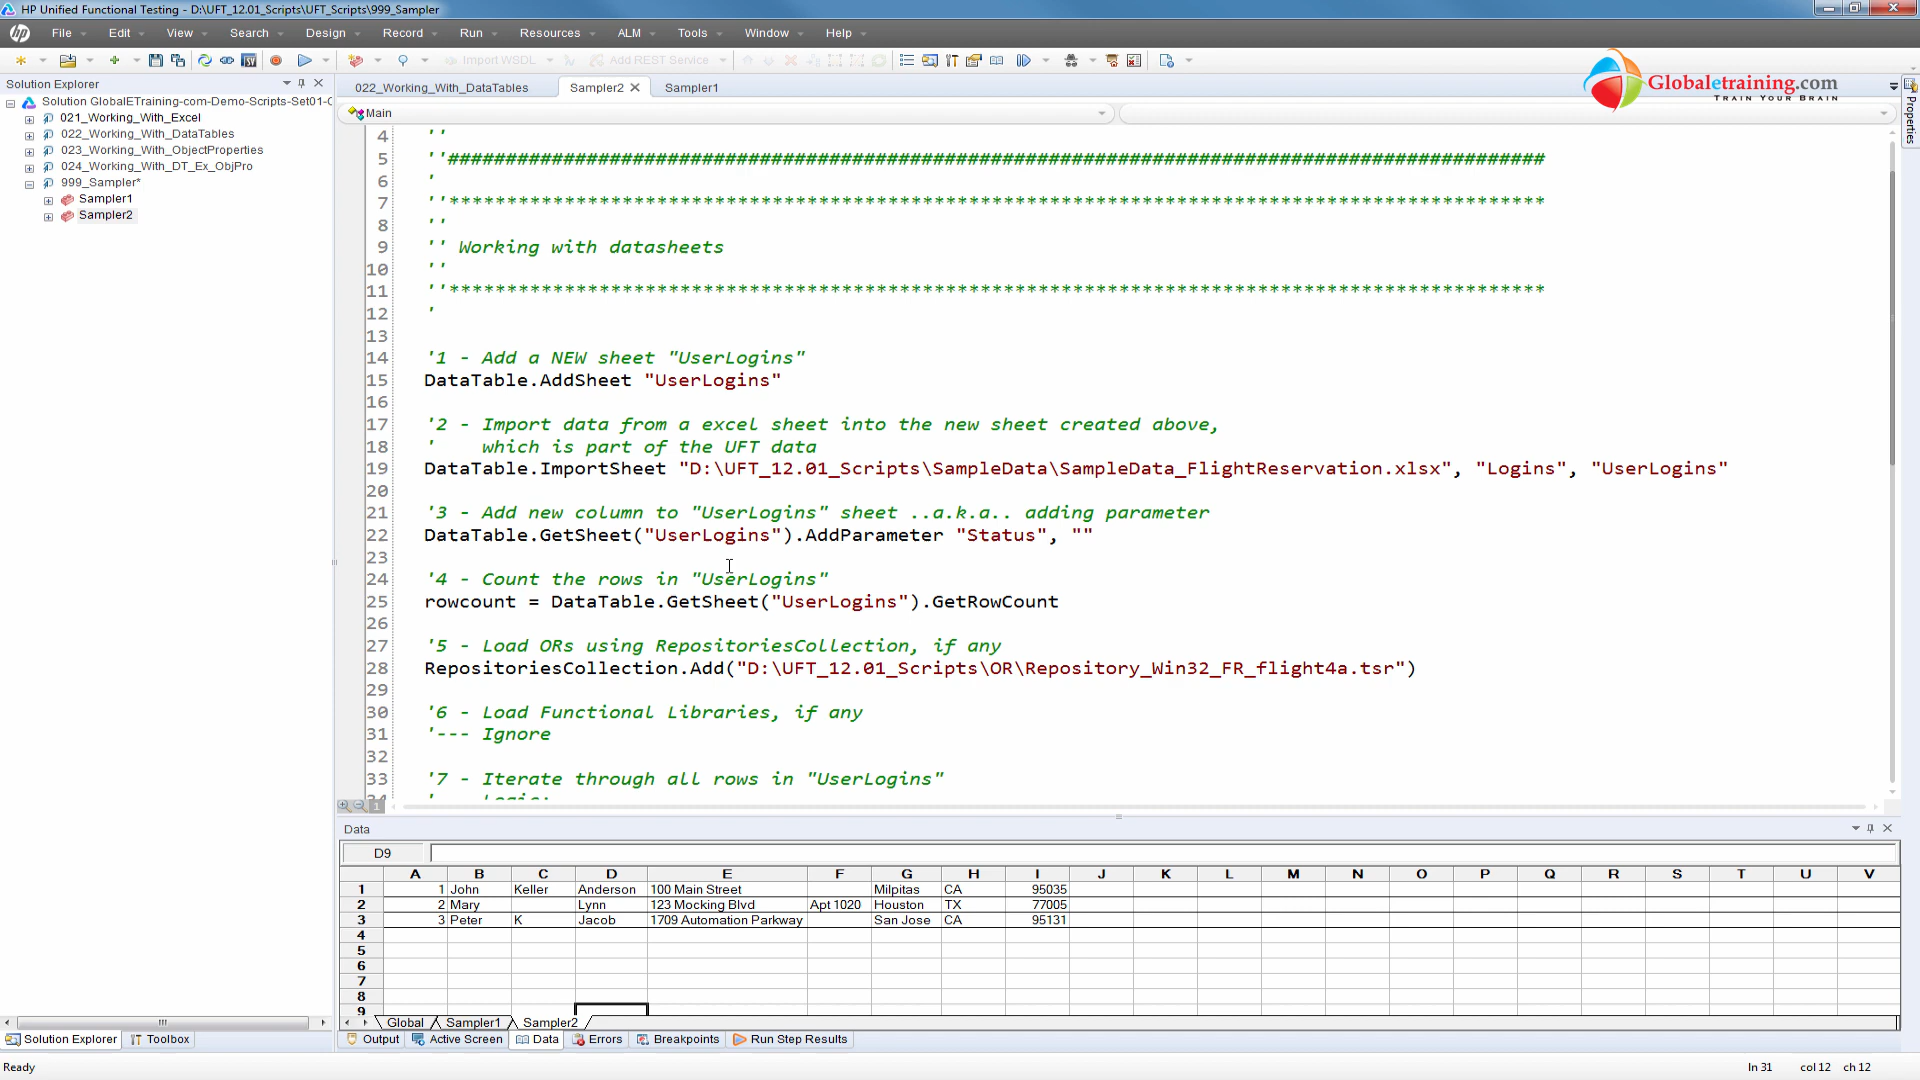 HP Unified Functional Testing - D:\UFT_12.01_Scripts\UFT_Scripts\999_Sampler
hp File Edit View Search Design Record Run Resources ALM Tools Window Help
Import WSDL Add REST Service
Globaletraining.com
TRAIN YOUR BRAIN
Solution Explorer
022_Working_With_DataTables Sampler2 Sampler1
Properties
Solution GlobalETraining-com-Demo-Scripts-Set01-C
021_Working_With_Excel
022_Working_With_DataTables
023_Working_With_ObjectProperties
024_Working_With_DT_Ex_ObjPro
999_Sampler*
Sampler1
Sampler2
Main
4 ''
5 ''###############################################################################################
6 '
7 ''***********************************************************************************************
8 ''
9 '' Working with datasheets
10 ''
11 ''***********************************************************************************************
12 '
13
14 '1 - Add a NEW sheet "UserLogins"
15 DataTable.AddSheet "UserLogins"
16
17 '2 - Import data from a excel sheet into the new sheet created above,
18 ' which is part of the UFT data
19 DataTable.ImportSheet "D:\UFT_12.01_Scripts\SampleData\SampleData_FlightReservation.xlsx", "Logins", "UserLogins"
20
21 '3 - Add new column to "UserLogins" sheet ..a.k.a.. adding parameter
22 DataTable.GetSheet("UserLogins").AddParameter "Status", ""
23
24 '4 - Count the rows in "UserLogins"
25 rowcount = DataTable.GetSheet("UserLogins").GetRowCount
26
27 '5 - Load ORs using RepositoriesCollection, if any
28 RepositoriesCollection.Add("D:\UFT_12.01_Scripts\OR\Repository_Win32_FR_flight4a.tsr")
29
30 '6 - Load Functional Libraries, if any
31 '--- Ignore
32
33 '7 - Iterate through all rows in "UserLogins"
1
Data
D9
A B C D E F G H I J K L M N O P Q R S T U V
1 1 John Keller Anderson 100 Main Street Milpitas CA 95035
2 2 Mary Lynn 123 Mocking Blvd Apt 1020 Houston TX 77005
3 3 Peter K Jacob 1709 Automation Parkway San Jose CA 95131
4
5
6
7
8
9
Global Sampler1 Sampler2
Solution Explorer Toolbox Output Active Screen Data Errors Breakpoints Run Step Results
Ready ln 31 col 12 ch 12